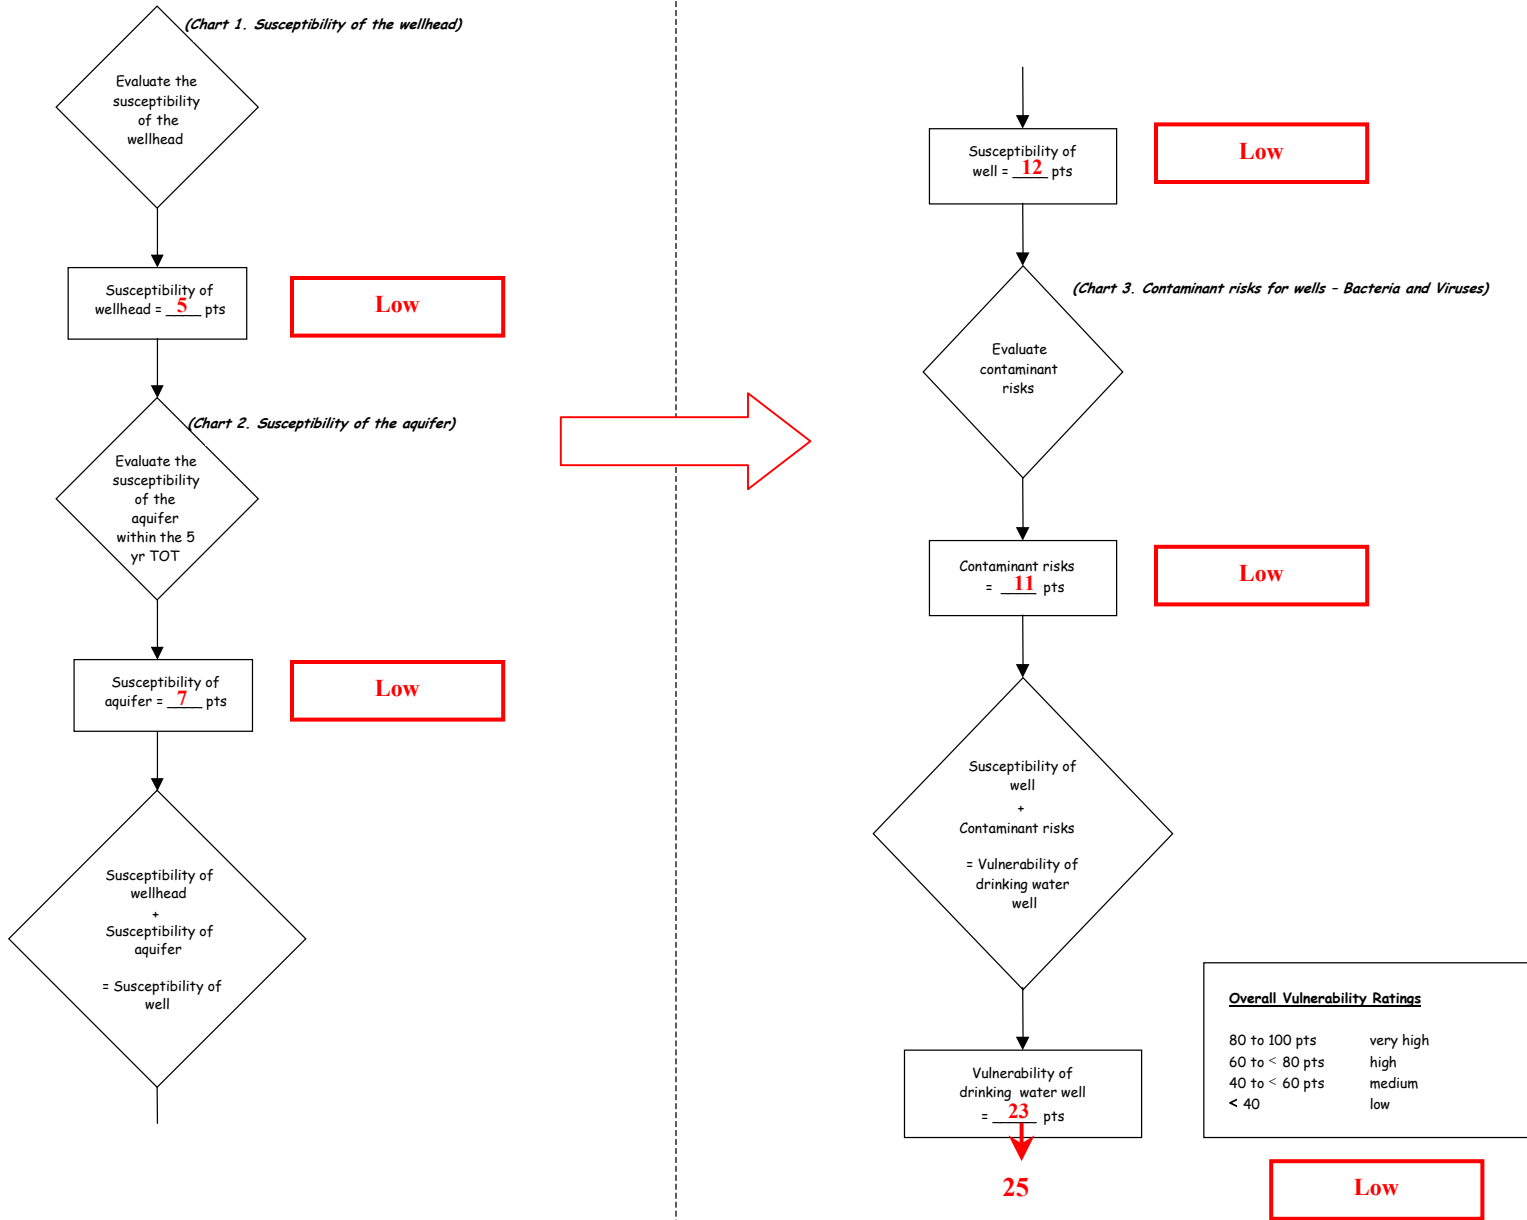 (Chart 1. Susceptibility of the wellhead)
Evaluate the
susceptibility
of the
wellhead
Susceptibility of
wellhead = 5 pts
Low
(Chart 2. Susceptibility of the aquifer)
Evaluate the
susceptibility
of the
aquifer
within the 5
yr TOT
Susceptibility of
aquifer = 7 pts
Low
Susceptibility of
wellhead
+
Susceptibility of
aquifer
= Susceptibility of
well
Susceptibility of
well = 12 pts
Low
(Chart 3. Contaminant risks for wells – Bacteria and Viruses)
Evaluate
contaminant
risks
Contaminant risks
= 11 pts
Low
Susceptibility of
well
+
Contaminant risks
= Vulnerability of
drinking water
well
Vulnerability of
drinking water well
= 23 pts
25
Overall Vulnerability Ratings
80 to 100 pts very high
60 to < 80 pts high
40 to < 60 pts medium
< 40 low
Low